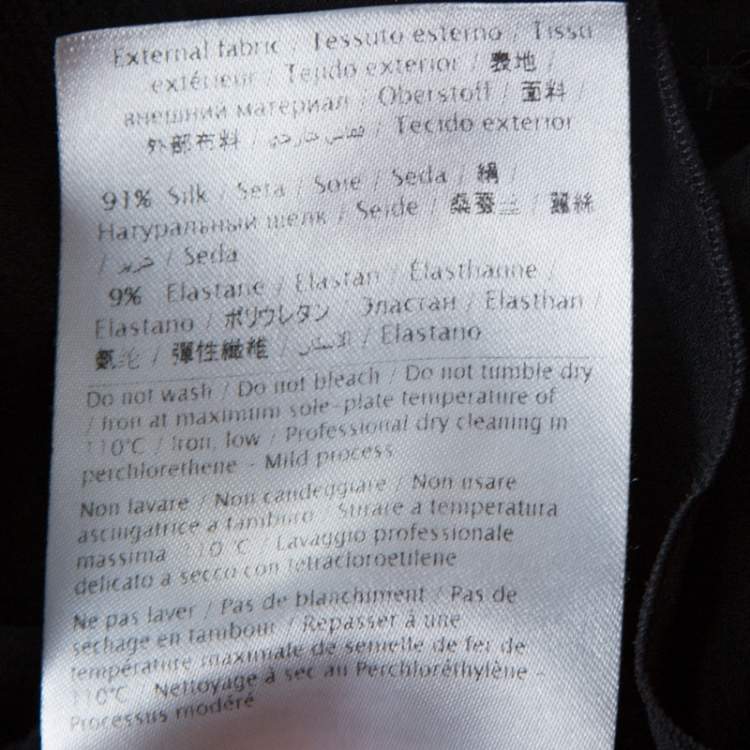 External fabric / Tessuto esterno / Tissu
extérieur / Tejido exterior / 表地 /
внешний материал / Oberstoff / 面料 /
外部布料 / قماش خارجي / Tecido exterior
91% Silk / Seta / Soie / Seda / 絹 /
Натуральный шелк / Seide / 桑蚕丝 / 蠶絲
/ حرير / Seda
9% Elastane / Elastan / Élasthanne /
Elastano / ポリウレタン / Эластан / Elasthan /
氨纶 / 彈性纖維 / الاستان / Elastano
Do not wash / Do not bleach / Do not tumble dry
/ Iron at maximum sole-plate temperature of
110°C / Iron, low / Professional dry cleaning in
perchlorethene - Mild process
Non lavare / Non candeggiare / Non usare
asciugatrice a tamburo / Stirare a temperatura
massima 110°C / Lavaggio professionale
delicato a secco con tetracloroetilene
Ne pas laver / Pas de blanchiment / Pas de
sechage en tambour / Repasser à une
température maximale de semelle de fer de
110°C / Nettoyage à sec au Perchloréthylène -
Processus modéré